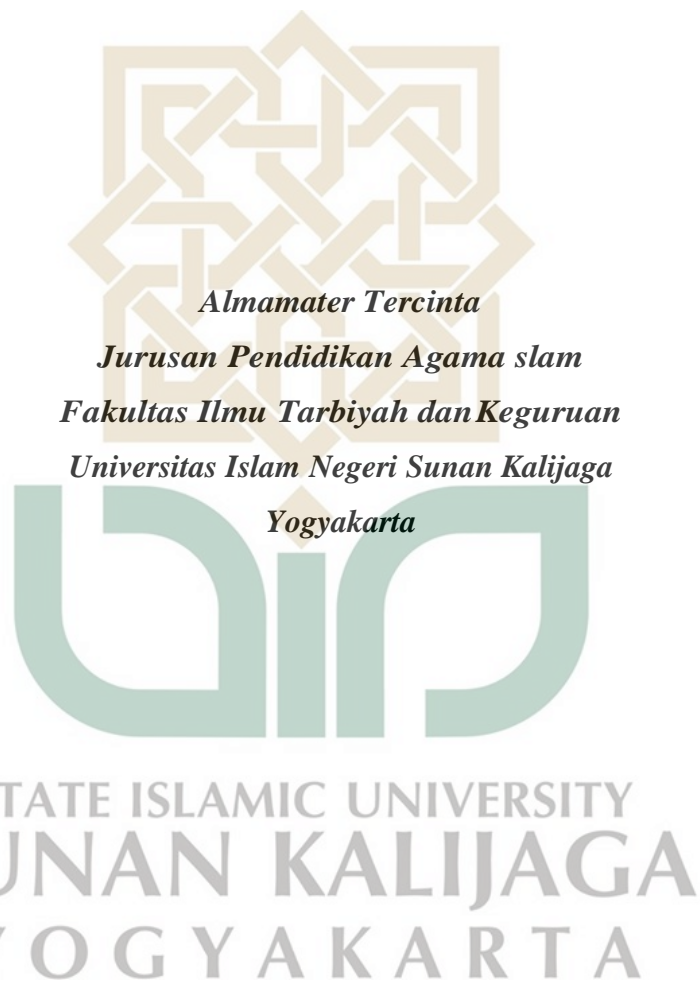 Almamater Tercinta
Jurusan Pendidikan Agama slam
Fakultas Ilmu Tarbiyah dan Keguruan
Universitas Islam Negeri Sunan Kalijaga
Yogyakarta
TATE ISLAMIC UNIVERSITY
UNAN KALIJAGA
YOGYAKARTA